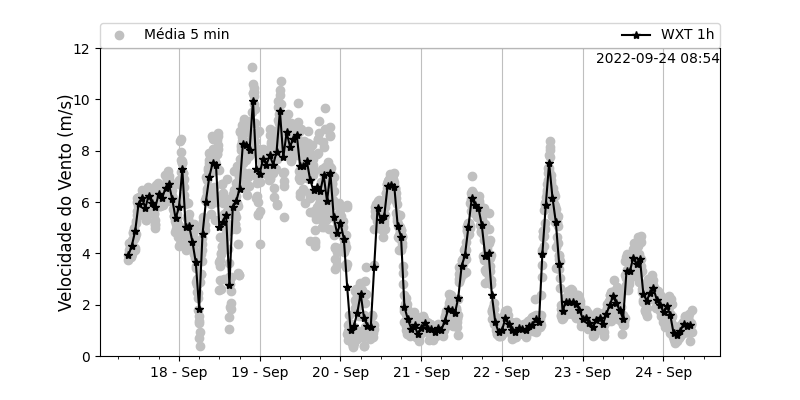 Média 5 min
WXT 1h
2022-09-24 08:54
Velocidade do Vento (m/s)
12
10
8
6
4
2
0
18 - Sep
19 - Sep
20 - Sep
21 - Sep
22 - Sep
23 - Sep
24 - Sep